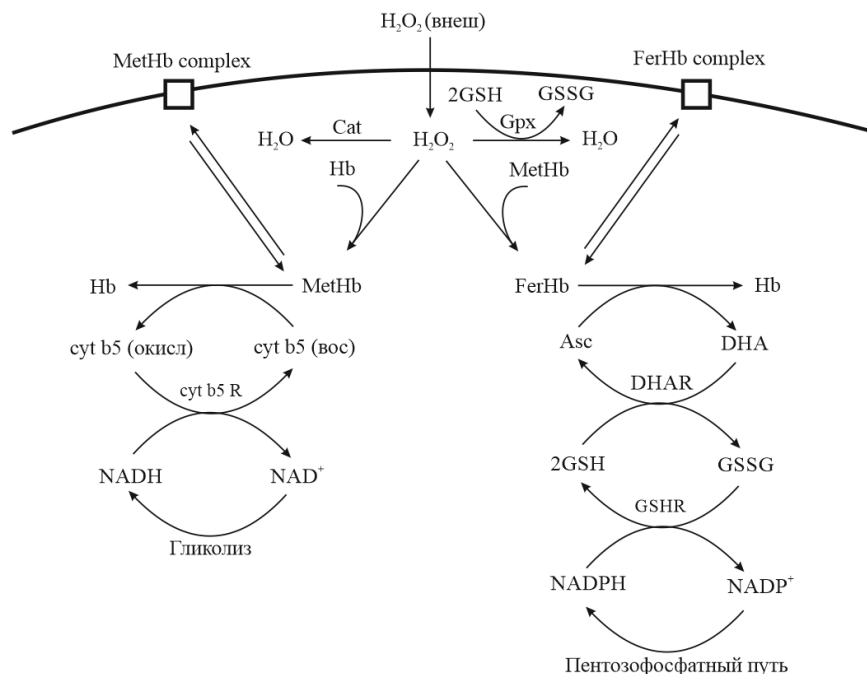 H₂O₂ (внеш)
MetHb complex
FerHb complex
2GSH
GSSG
H₂O
Cat
H₂O₂
Gpx
H₂O
Hb
MetHb
Hb
MetHb
FerHb
Hb
cyt b5 (окисл)
cyt b5 (вос)
Asc
DHA
cyt b5 R
DHAR
NADH
NAD⁺
2GSH
GSSG
GSHR
Гликолиз
NADPH
NADP⁺
Пентозофосфатный путь